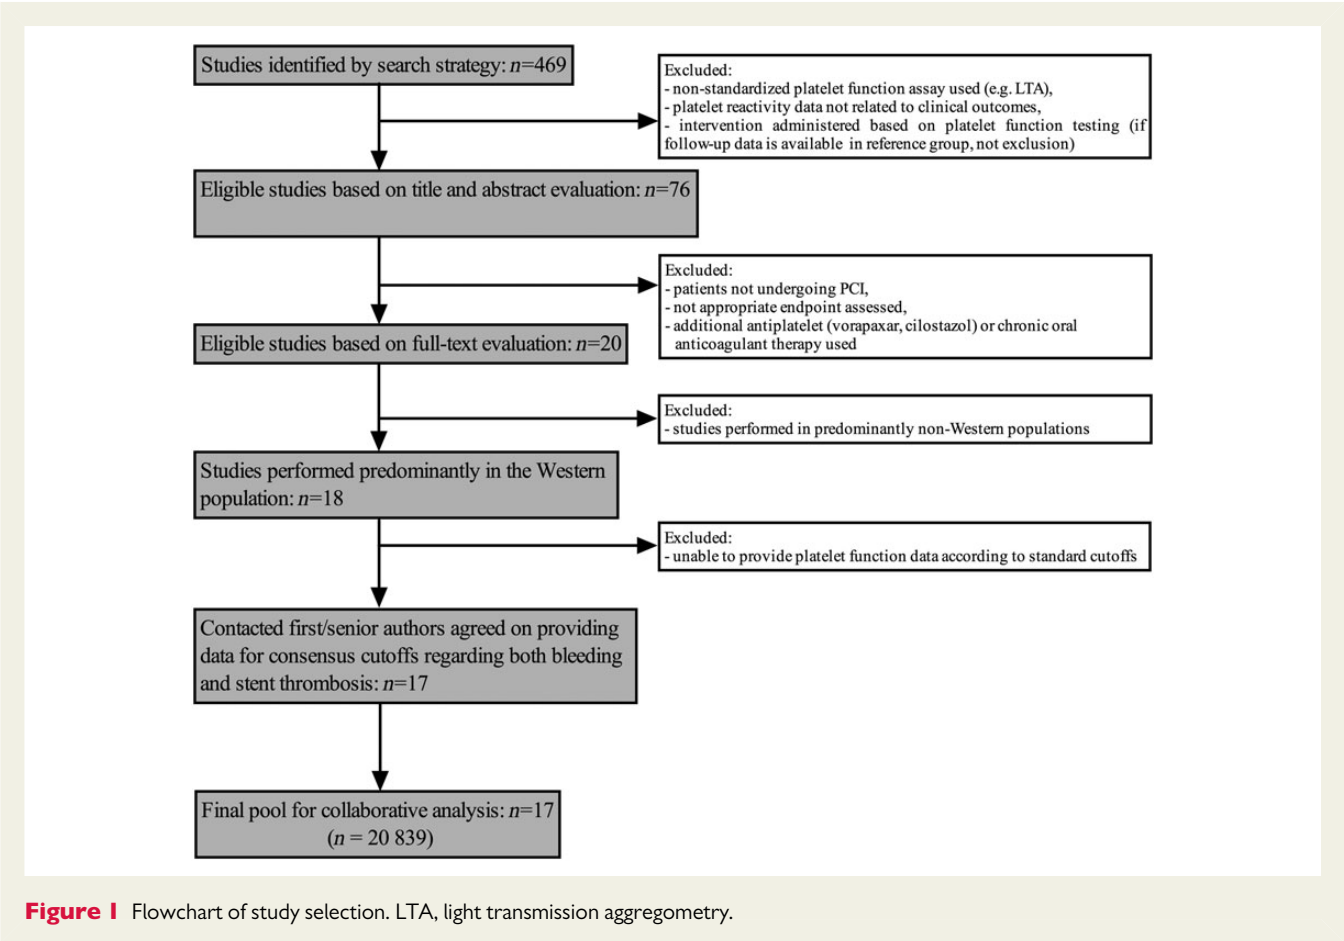 Studies identified by search strategy: n=469
Excluded:
- non-standardized platelet function assay used (e.g. LTA),
- platelet reactivity data not related to clinical outcomes,
- intervention administered based on platelet function testing (if
follow-up data is available in reference group, not exclusion)
Eligible studies based on title and abstract evaluation: n=76
Excluded:
- patients not undergoing PCI,
- not appropriate endpoint assessed,
- additional antiplatelet (vorapaxar, cilostazol) or chronic oral
anticoagulant therapy used
Eligible studies based on full-text evaluation: n=20
Excluded:
- studies performed in predominantly non-Western populations
Studies performed predominantly in the Western
population: n=18
Excluded:
- unable to provide platelet function data according to standard cutoffs
Contacted first/senior authors agreed on providing
data for consensus cutoffs regarding both bleeding
and stent thrombosis: n=17
Final pool for collaborative analysis: n=17
(n = 20 839)
Figure 1 Flowchart of study selection. LTA, light transmission aggregometry.